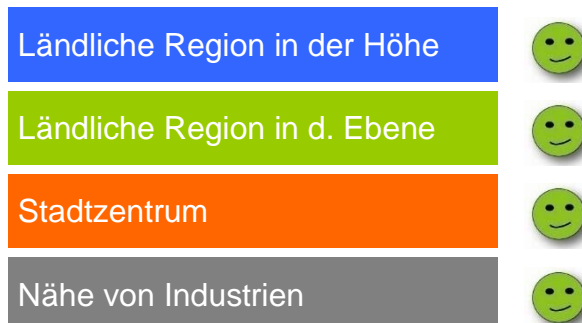 Ländliche Region in der Höhe
Ländliche Region in d. Ebene
Stadtzentrum
Nähe von Industrien